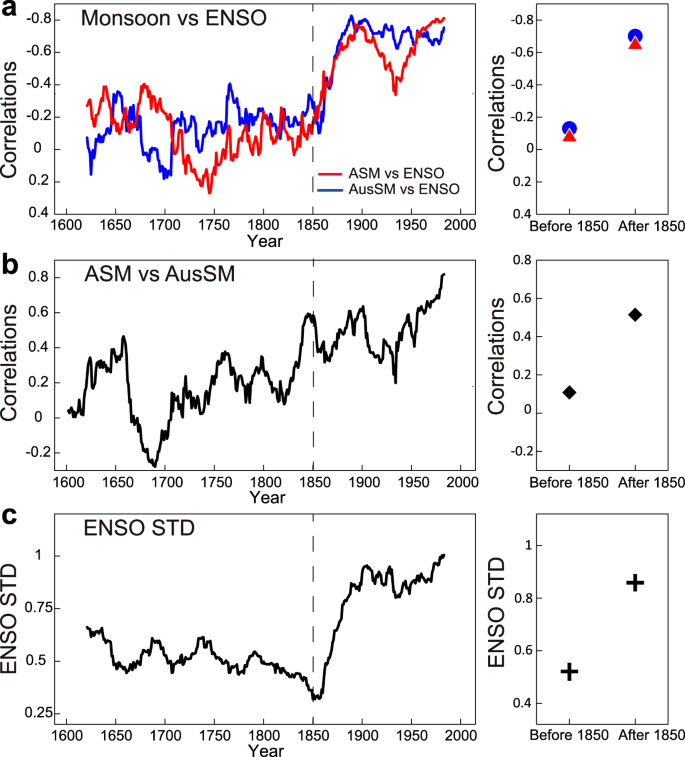 a
Monsoon vs ENSO
Correlations
-0.8
-0.6
-0.4
-0.2
0
0.2
0.4
ASM vs ENSO
AusSM vs ENSO
1600 1650 1700 1750 1800 1850 1900 1950 2000
Year
Correlations
-0.8
-0.6
-0.4
-0.2
0
0.2
0.4
Before 1850 After 1850
b
ASM vs AusSM
Correlations
0.8
0.6
0.4
0.2
0
-0.2
1600 1650 1700 1750 1800 1850 1900 1950 2000
Year
Correlations
0.8
0.6
0.4
0.2
0
-0.2
Before 1850 After 1850
c
ENSO STD
ENSO STD
1
0.75
0.5
0.25
1600 1650 1700 1750 1800 1850 1900 1950 2000
Year
ENSO STD
1
0.8
0.6
0.4
Before 1850 After 1850